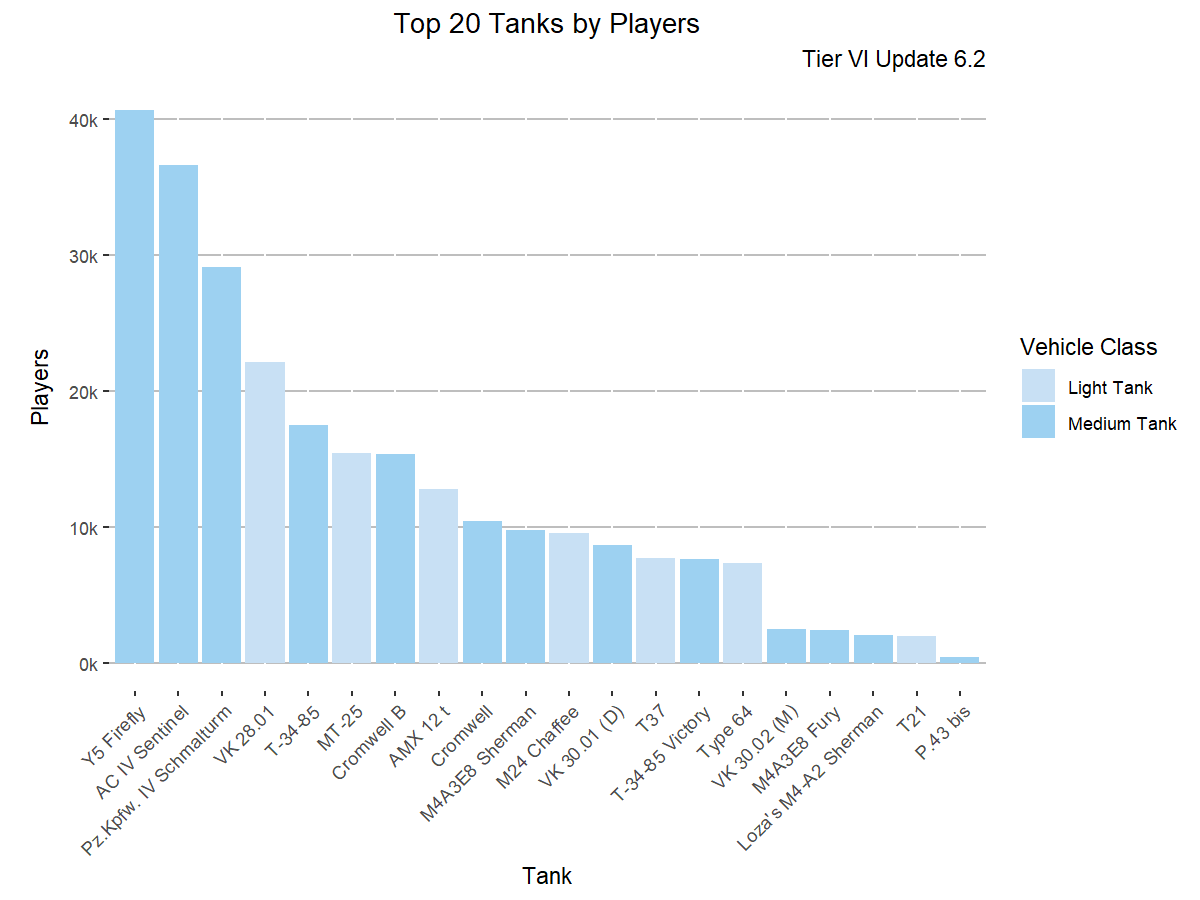 Top 20 Tanks by Players
Tier VI Update 6.2
Players
40k
30k
20k
10k
0k
Y5 Firefly
AC IV Sentinel
Pz.Kpfw. IV Schmalturm
VK 28.01
T-34-85
MT-25
Cromwell B
AMX 12 t
Cromwell
M4A3E8 Sherman
M24 Chaffee
VK 30.01 (D)
T37
T-34-85 Victory
Type 64
VK 30.02 (M)
M4A3E8 Fury
Loza's M4-A2 Sherman
T21
P.43 bis
Tank
Vehicle Class
Light Tank
Medium Tank